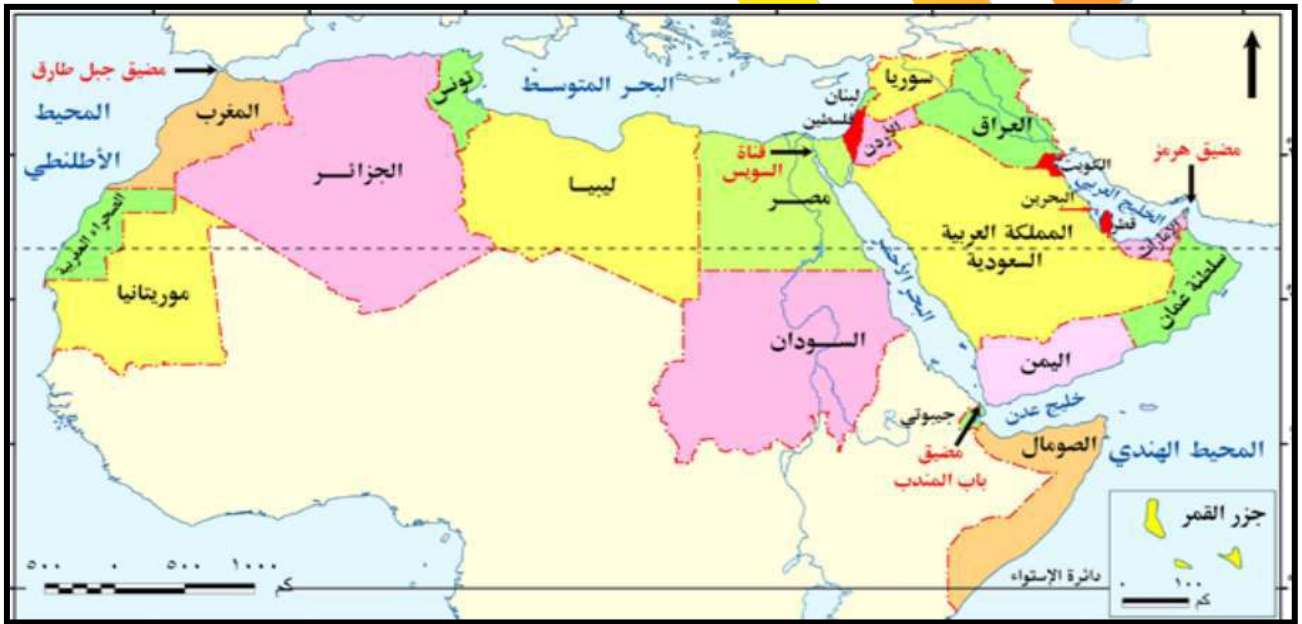 مضيق جبل طارق
المحيط
الأطلنطي
البحر المتوسط
المغرب
تونس
الجزائر
ليبيا
الصحراء المغربية
موريتانيا
قناة
السويس
مصر
السودان
لبنان
فلسطين
سوريا
الأردن
العراق
الكويت
البحرين
الخليج العربي
قطر
الإمارات
مضيق هرمز
المملكة العربية
السعودية
سلطنة عُمان
البحر الأحمر
اليمن
خليج عدن
جيبوتي
مضيق
باب المندب
الصومال
المحيط الهندي
جزر القمر
٠ ١٠٠
كم
دائرة الإستواء
٥٠٠ ٠ ٥٠٠ ١٠٠٠
كم